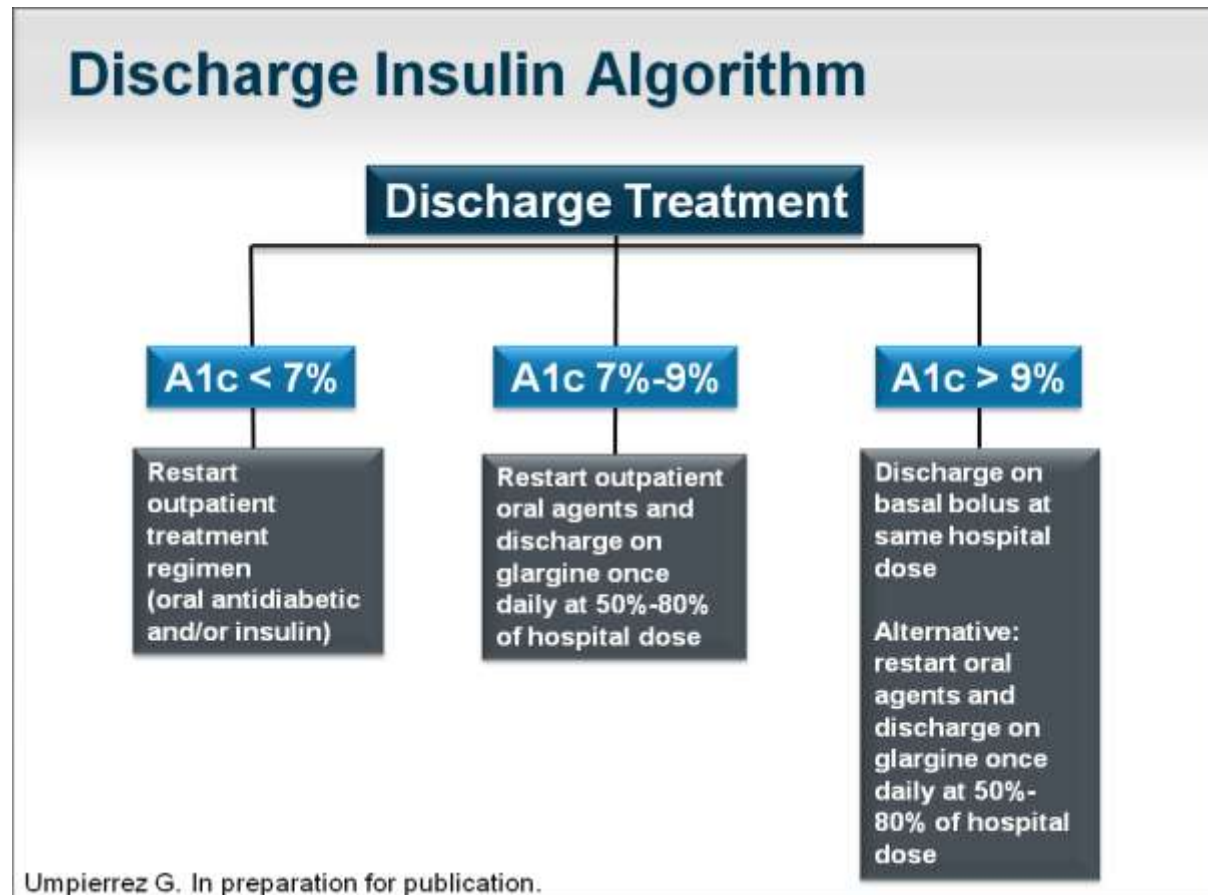 Discharge Insulin Algorithm
Discharge Treatment
A1c < 7%
Restart
outpatient
treatment
regimen
(oral antidiabetic
and/or insulin)
A1c 7%-9%
Restart outpatient
oral agents and
discharge on
glargine once
daily at 50%-80%
of hospital dose
A1c > 9%
Discharge on
basal bolus at
same hospital
dose
Alternative:
restart oral
agents and
discharge on
glargine once
daily at 50%-
80% of hospital
dose
Umpierrez G. In preparation for publication.